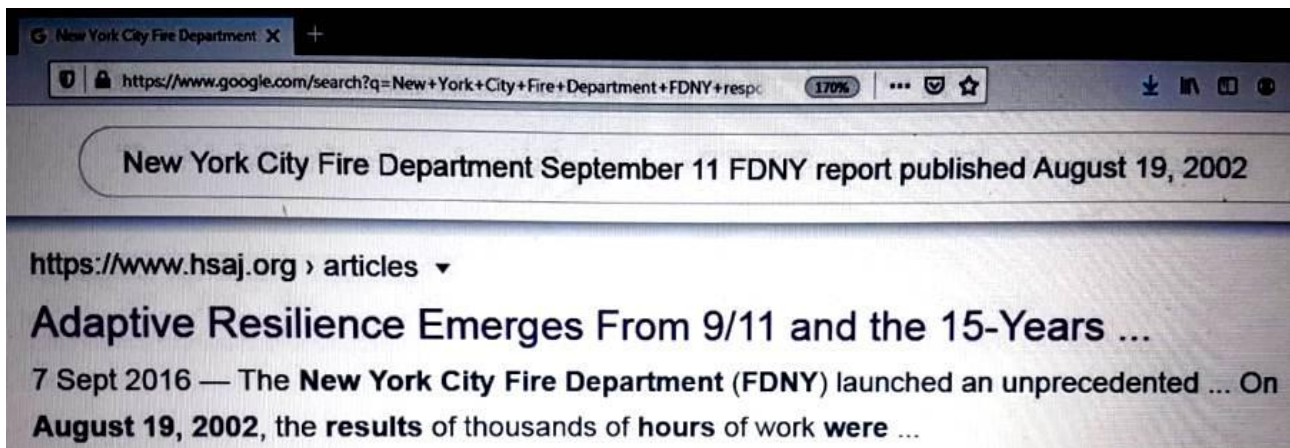 New York City Fire Department
https://www.google.com/search?q=New+York+City+Fire+Department+FDNY+respc
170%
New York City Fire Department September 11 FDNY report published August 19, 2002
https://www.hsaj.org › articles
Adaptive Resilience Emerges From 9/11 and the 15-Years ...
7 Sept 2016 — The New York City Fire Department (FDNY) launched an unprecedented ... On
August 19, 2002, the results of thousands of hours of work were ...